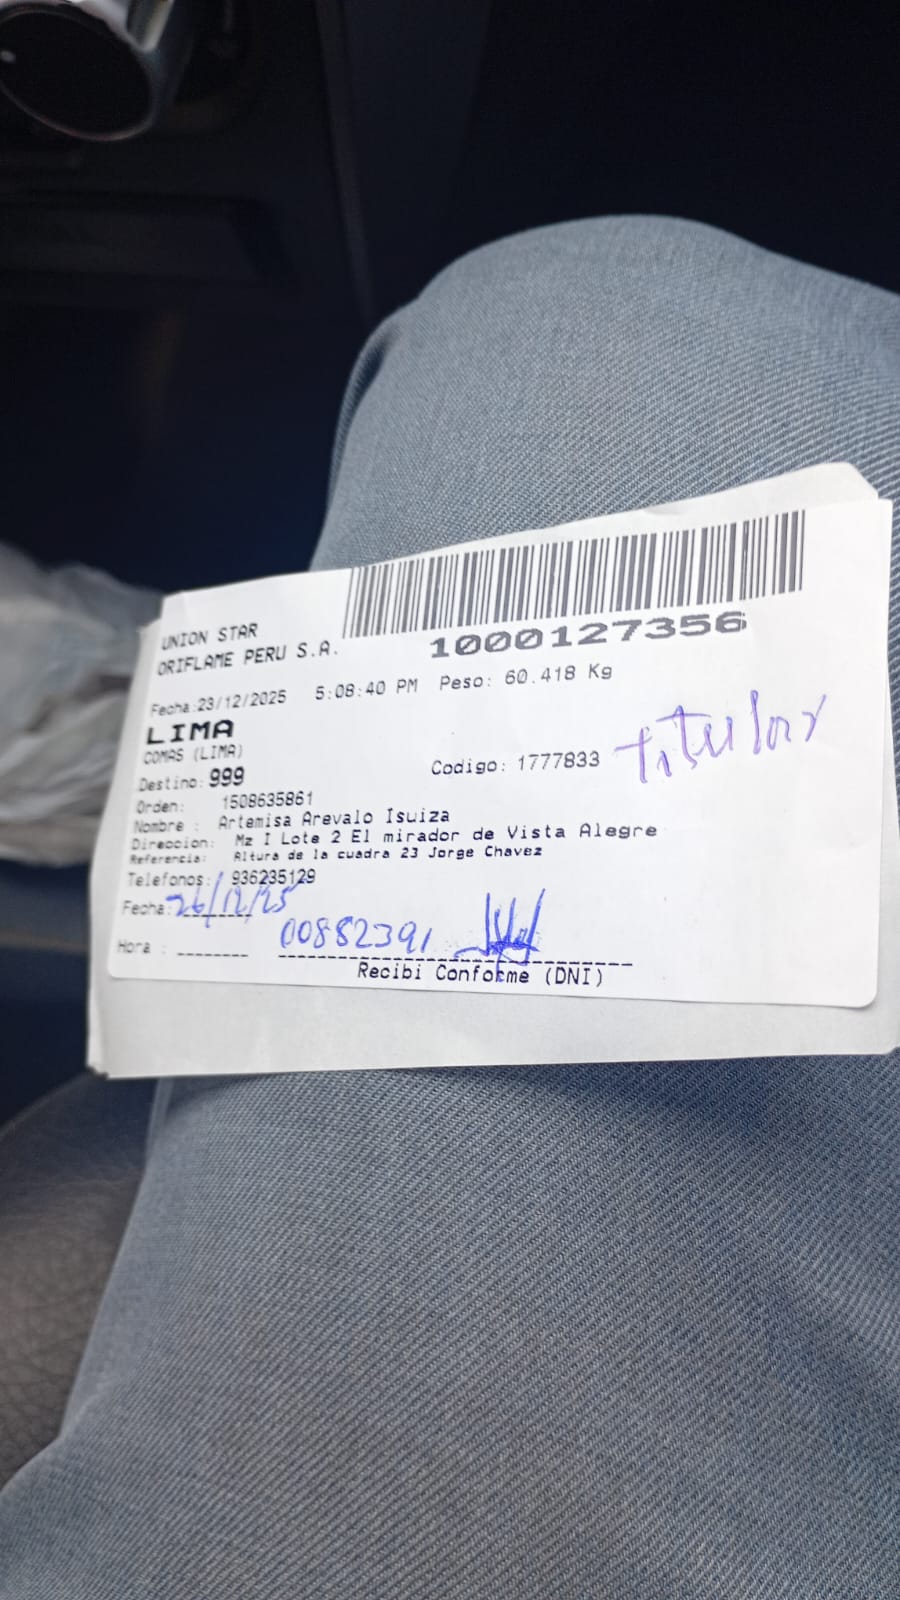 UNION STAR
ORIFLAME PERU S.A.
1000127356
Fecha:23/12/2025 5:08:40 PM Peso: 60.418 Kg
LIMA
COMAS (LIMA)
Destino: 999 Codigo: 1777833 Titular
Orden: 1508635861
Nombre : Artemisa Arevalo Isuiza
Direccion: Mz I Lote 2 El mirador de Vista Alegre
Referencia: Altura de la cuadra 23 Jorge Chavez
Telefonos: / 936235129
Fecha: 26/12/25
Hora : 00882391
Recibi Conforme (DNI)